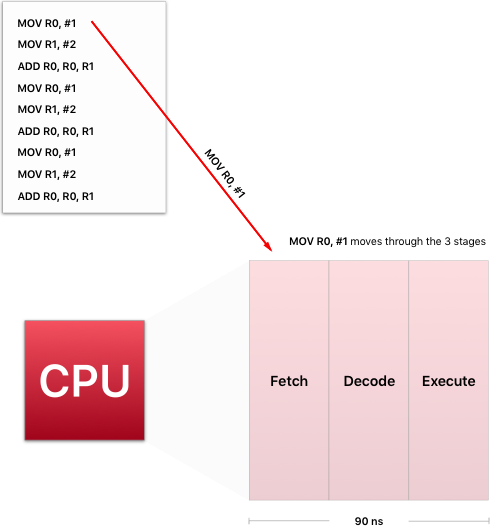 MOV R0, #1
MOV R1, #2
ADD R0, R0, R1
MOV R0, #1
MOV R1, #2
ADD R0, R0, R1
MOV R0, #1
MOV R1, #2
ADD R0, R0, R1
MOV R0, #1
MOV R0, #1 moves through the 3 stages
CPU
Fetch
Decode
Execute
90 ns